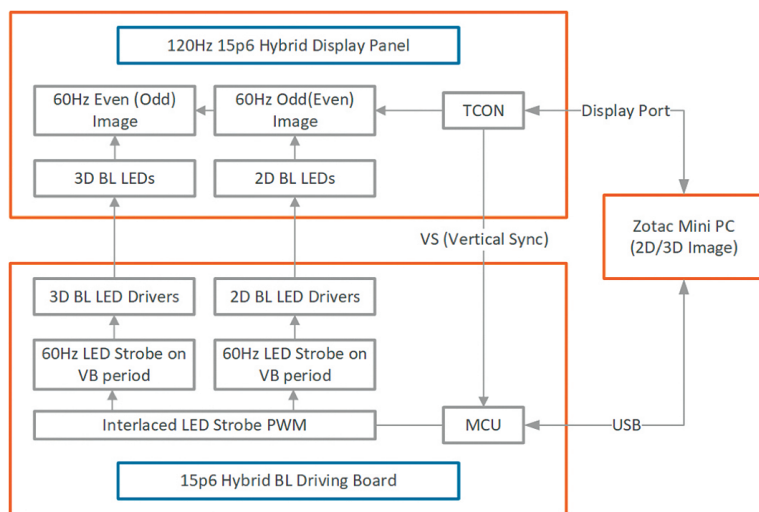 120Hz 15p6 Hybrid Display Panel
60Hz Even (Odd)
Image
60Hz Odd(Even)
Image
TCON
Display Port
3D BL LEDs
2D BL LEDs
VS (Vertical Sync)
Zotac Mini PC
(2D/3D Image)
3D BL LED Drivers
2D BL LED Drivers
60Hz LED Strobe on
VB period
60Hz LED Strobe on
VB period
Interlaced LED Strobe PWM
MCU
USB
15p6 Hybrid BL Driving Board